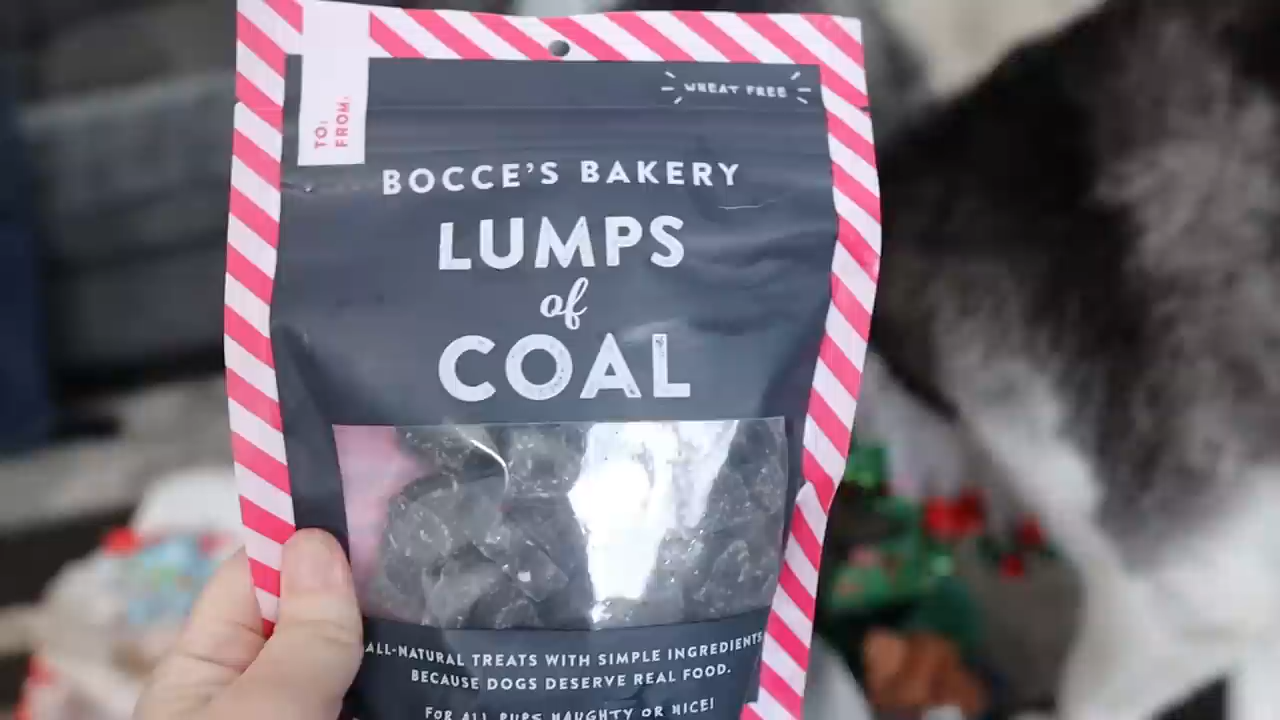 WHEAT FREE
TO:
FROM:
BOCCE'S BAKERY
LUMPS
of
COAL
ALL-NATURAL TREATS WITH SIMPLE INGREDIENTS
BECAUSE DOGS DESERVE REAL FOOD.
FOR ALL PUPS NAUGHTY OR NICE!